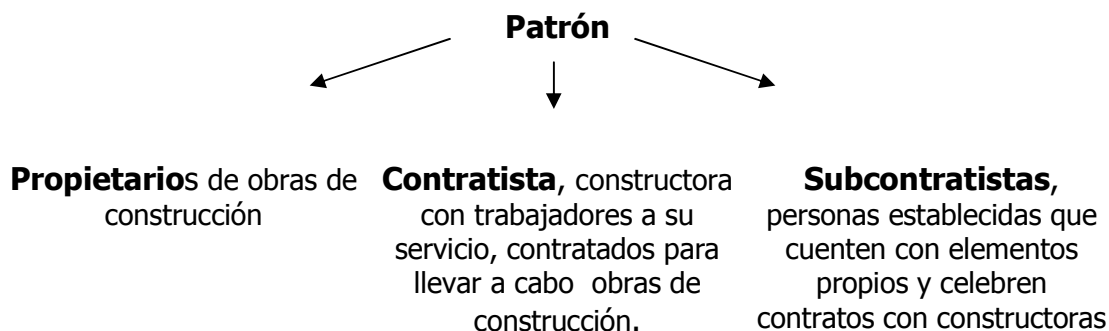 Patrón
Propietarios de obras de
construcción
Contratista, constructora
con trabajadores a su
servicio, contratados para
llevar a cabo obras de
construcción.
Subcontratistas,
personas establecidas que
cuenten con elementos
propios y celebren
contratos con constructoras